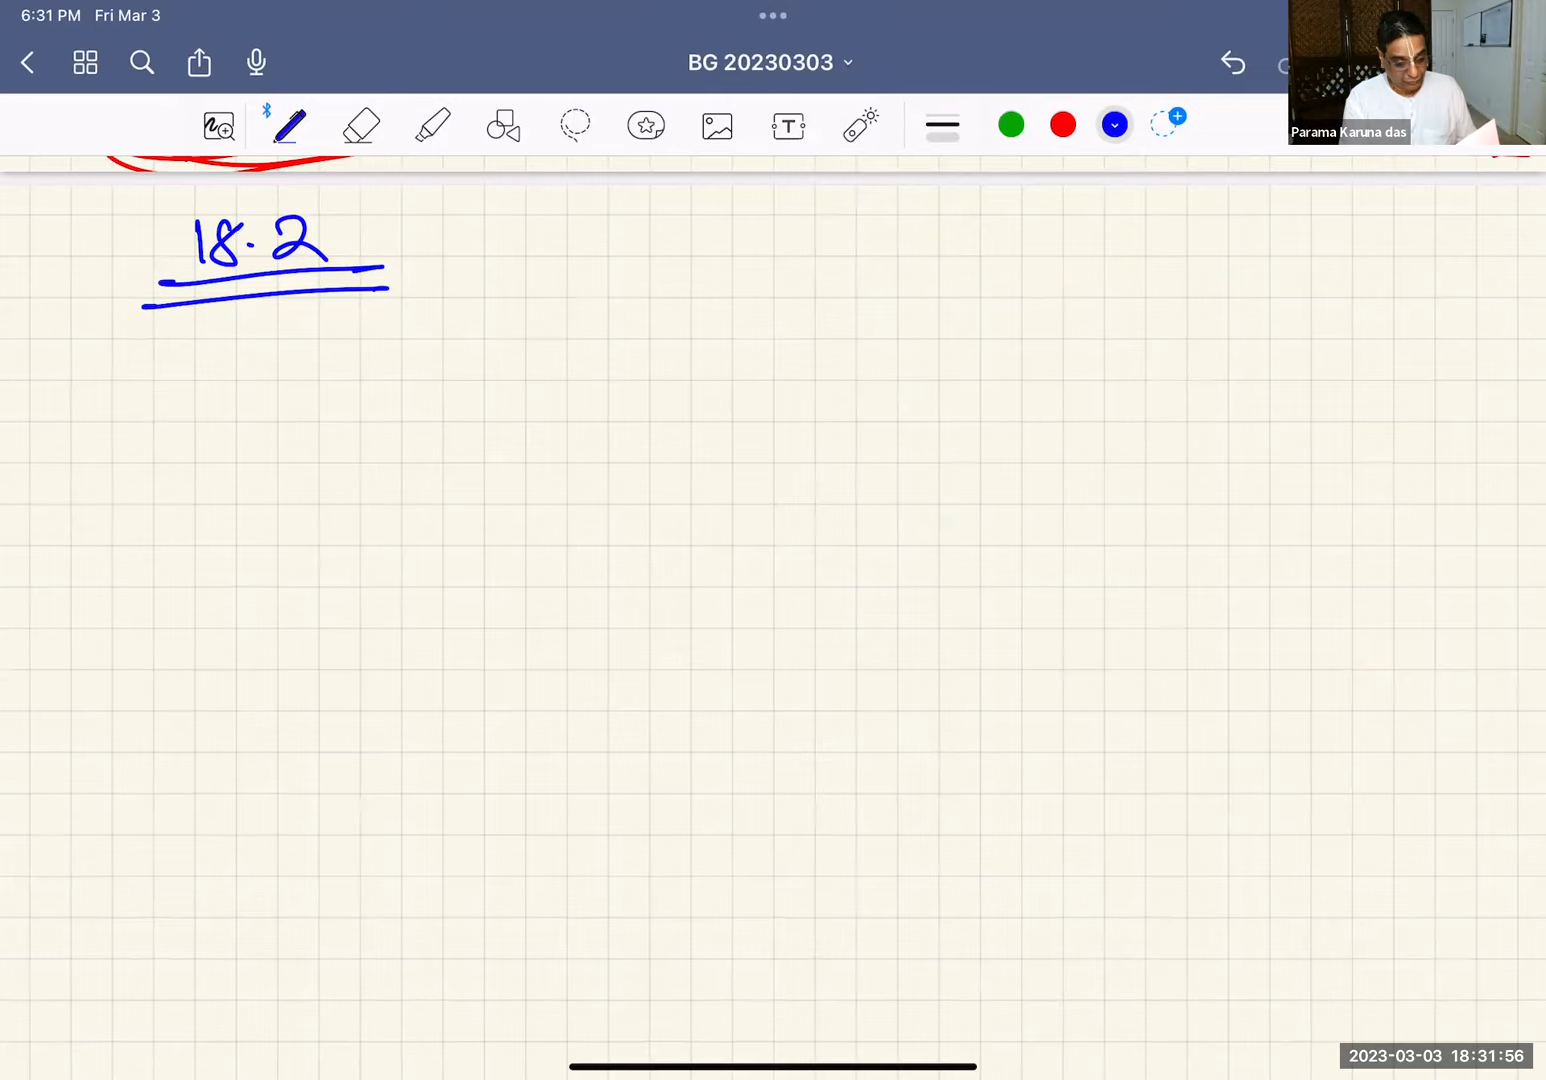 6:31 PM Fri Mar 3
BG 20230303
T
Parama Karuna das
18.2
2023-03-03 18:31:56